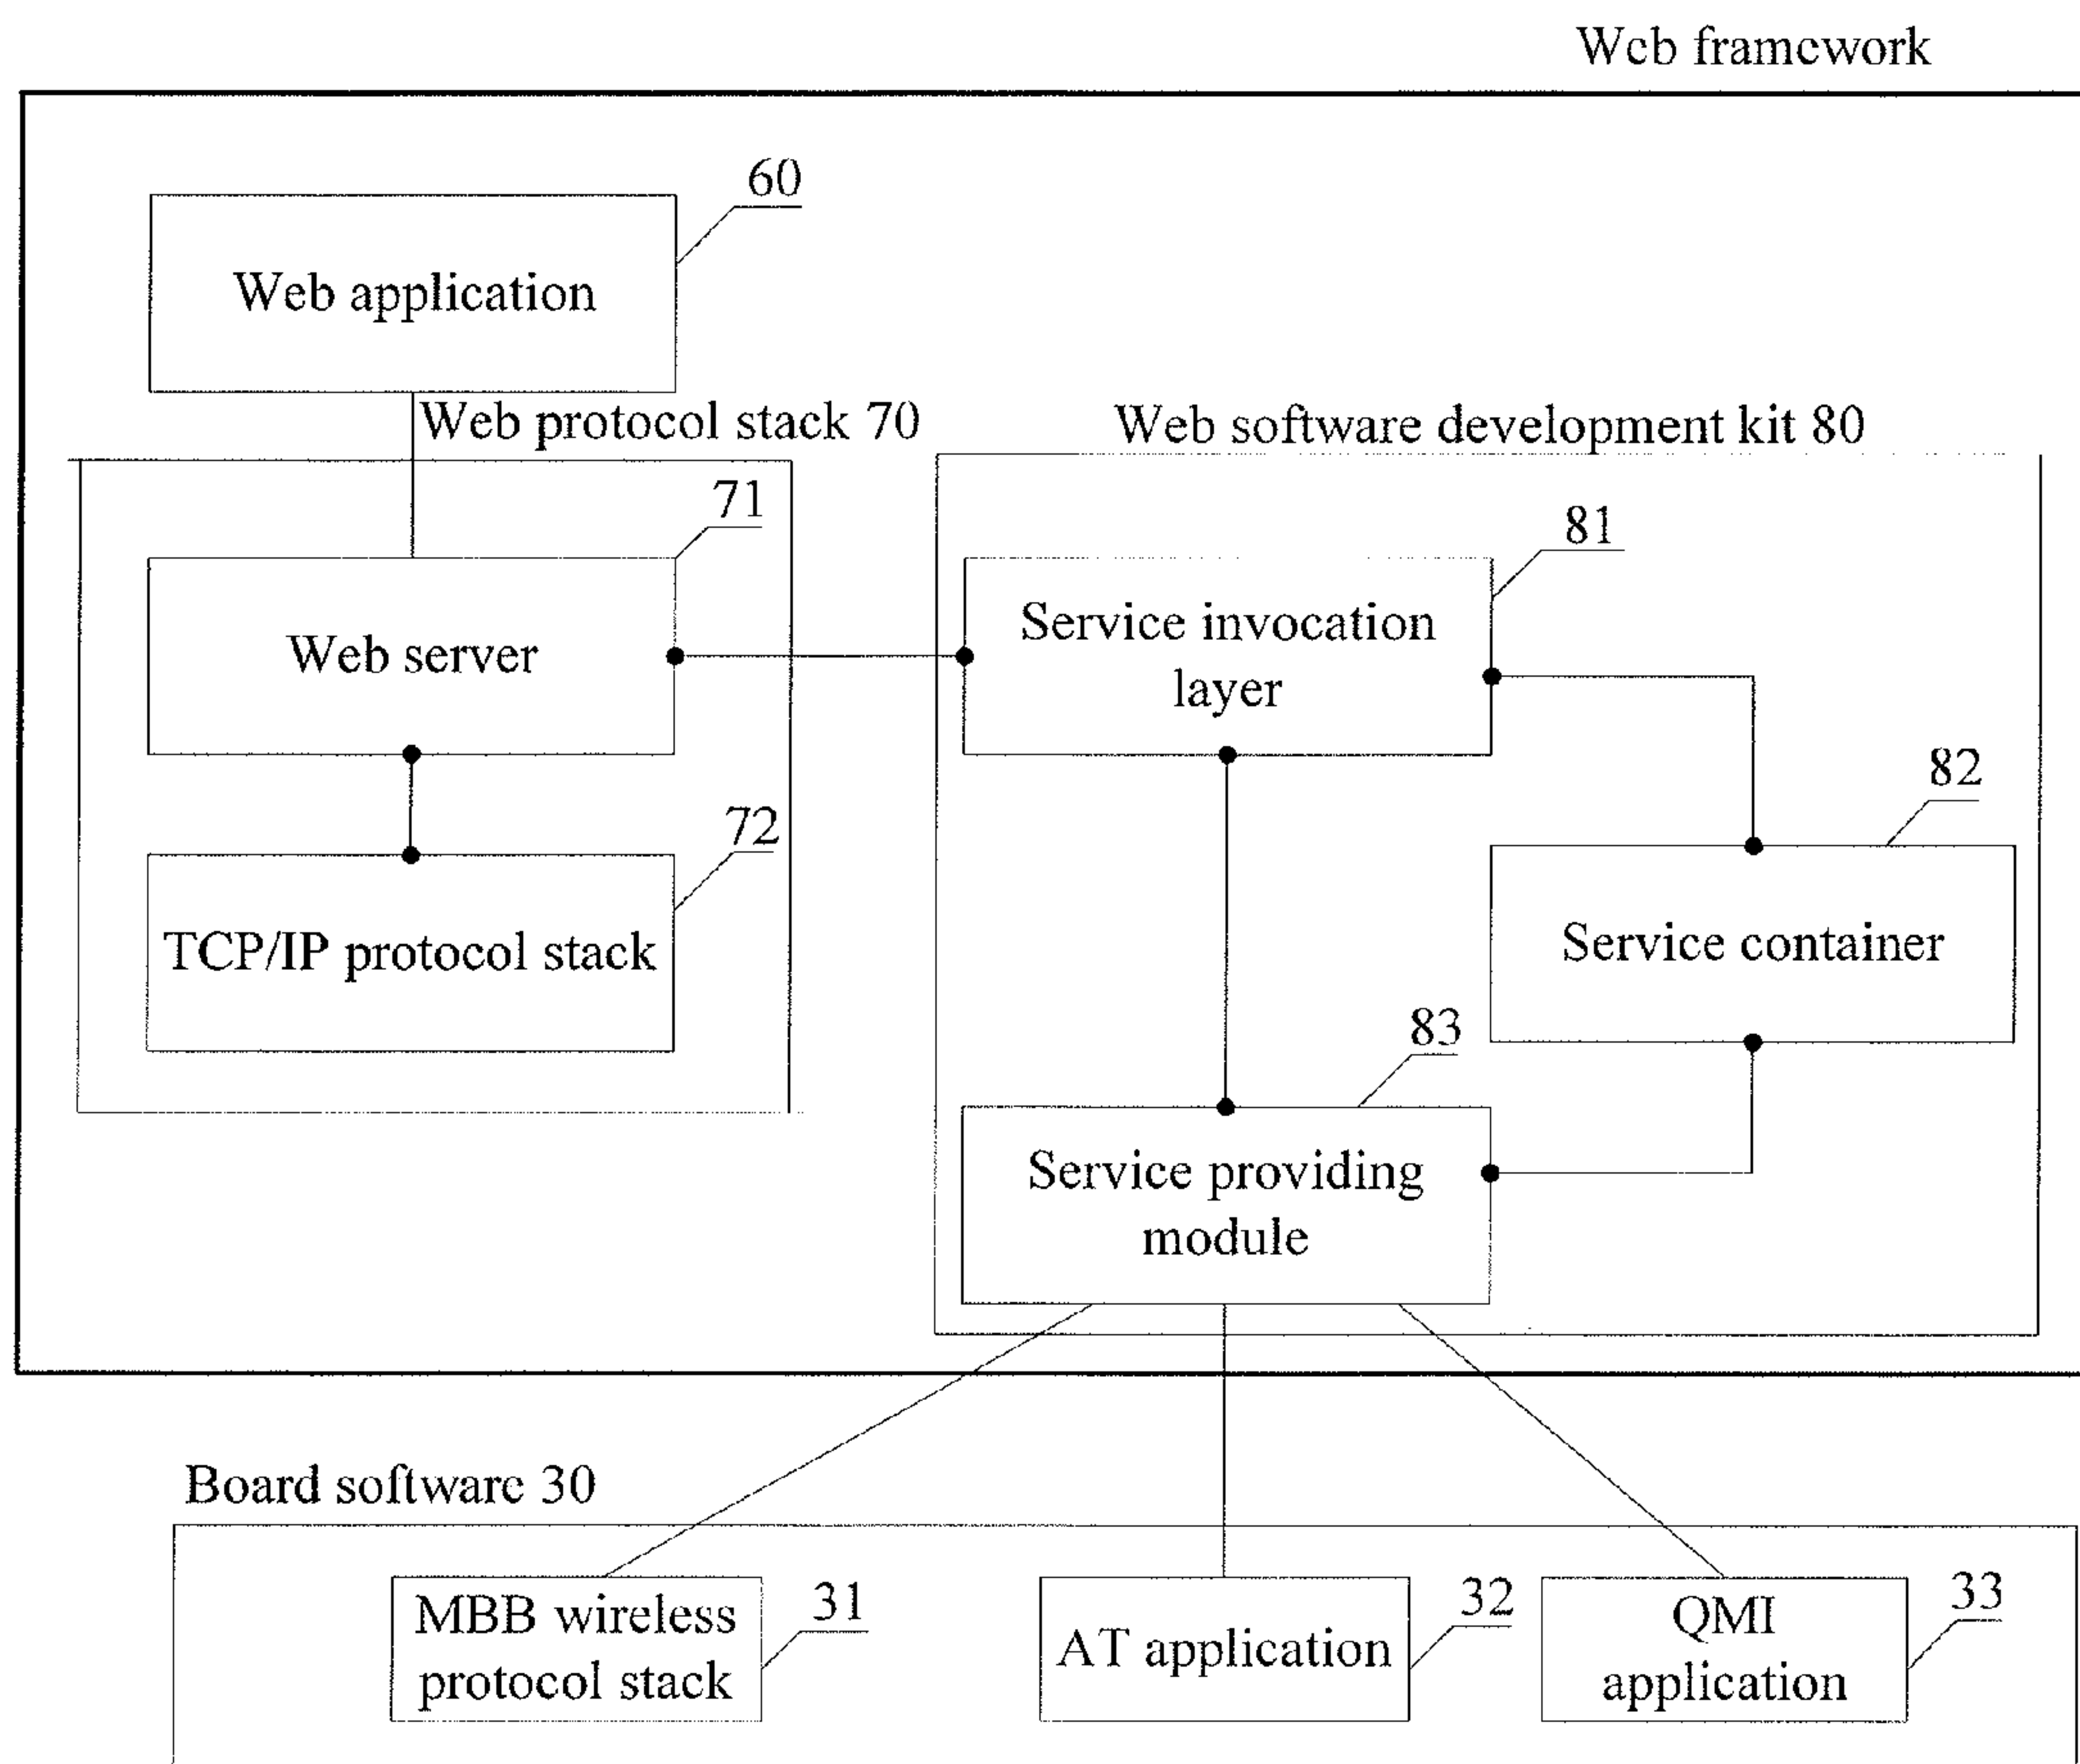 Web framework
60
Web application
Web protocol stack 70
Web software development kit 80
71
81
Web server
Service invocation
layer
72
82
TCP/IP protocol stack
Service container
83
Service providing
module
Board software 30
MBB wireless
protocol stack
31
AT application
32
QMI
application
33